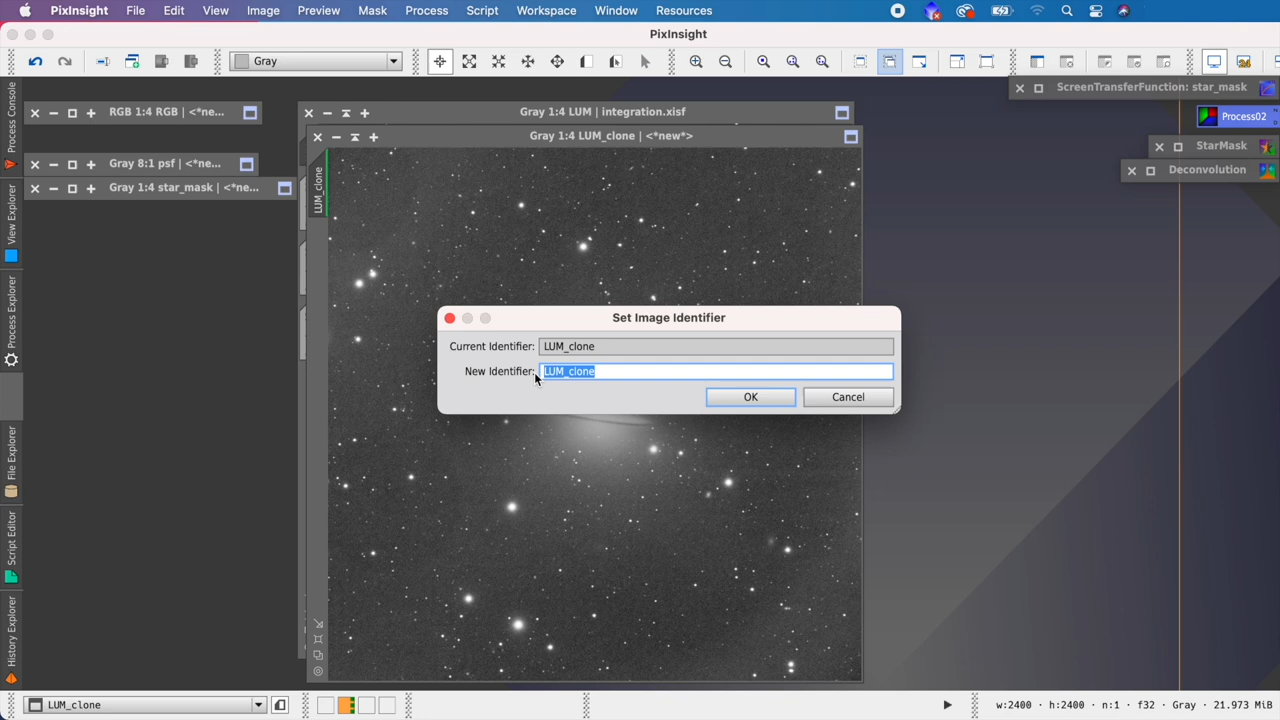 PixInsight File Edit View Image Preview Mask Process Script Workspace Window Resources
PixInsight
Gray
ScreenTransferFunction: star_mask
Process02
StarMask
Deconvolution
RGB 1:4 RGB | <*ne...
Gray 8:1 psf | <*ne...
Gray 1:4 star_mask | <*ne...
Gray 1:4 LUM | integration.xisf
Gray 1:4 LUM_clone | <*new*>
LUM_clone
Process Console
View Explorer
Process Explorer
File Explorer
Script Editor
History Explorer
Set Image Identifier
Current Identifier: LUM_clone
New Identifier: LUM_clone
OK Cancel
LUM_clone
w:2400 · h:2400 · n:1 · f32 · Gray · 21.973 MiB